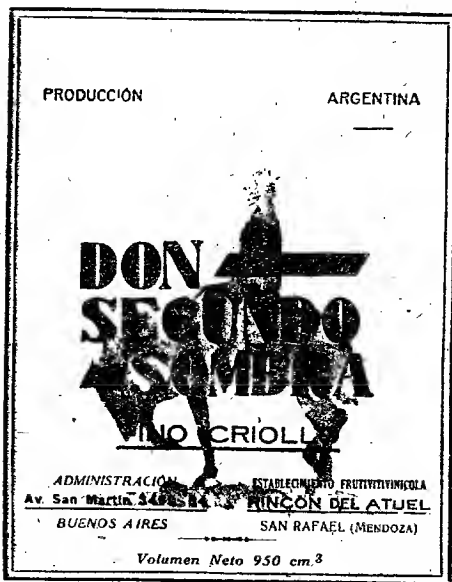 PRODUCCIÓN ARGENTINA
DON
SEGUNDO
SOMBRA
VINO CRIOLLO
ADMINISTRACIÓN ESTABLECIMIENTO FRUTIVITIVINICOLA
Av. San Martín RINCÓN DEL ATUEL
BUENOS AIRES SAN RAFAEL (MENDOZA)
Volumen Neto 950 cm.3